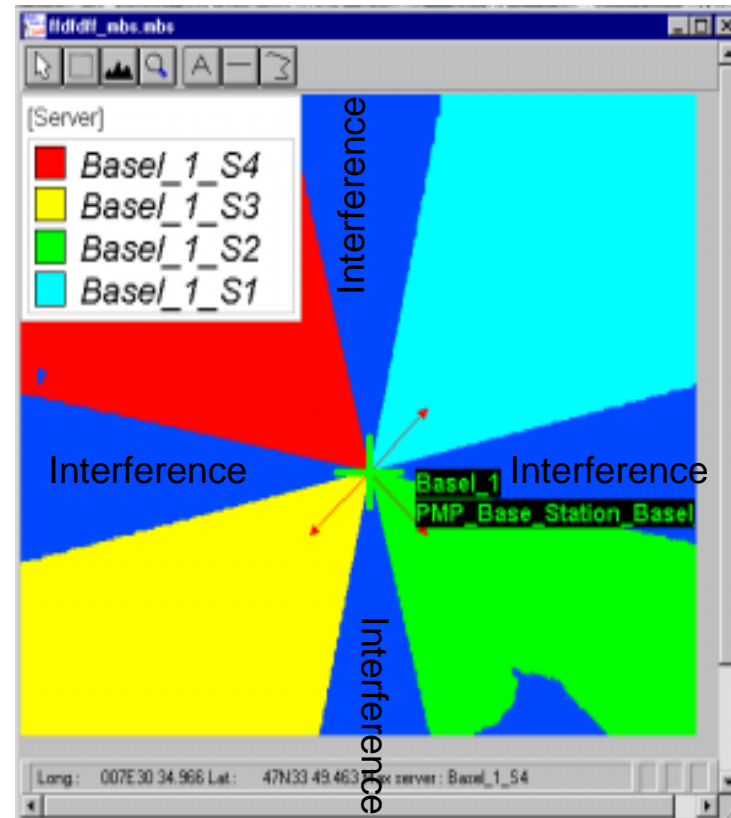 ffdfdff_mbs.mbs
A
[Server]
Basel_1_S4
Basel_1_S3
Basel_1_S2
Basel_1_S1
Interference
Interference
Interference
Basel_1
PMP_Base_Station_Basel
Interference
Long.: 007E30 34.966 Lat.: 47N33 49.463 ax server : Basel_1_S4